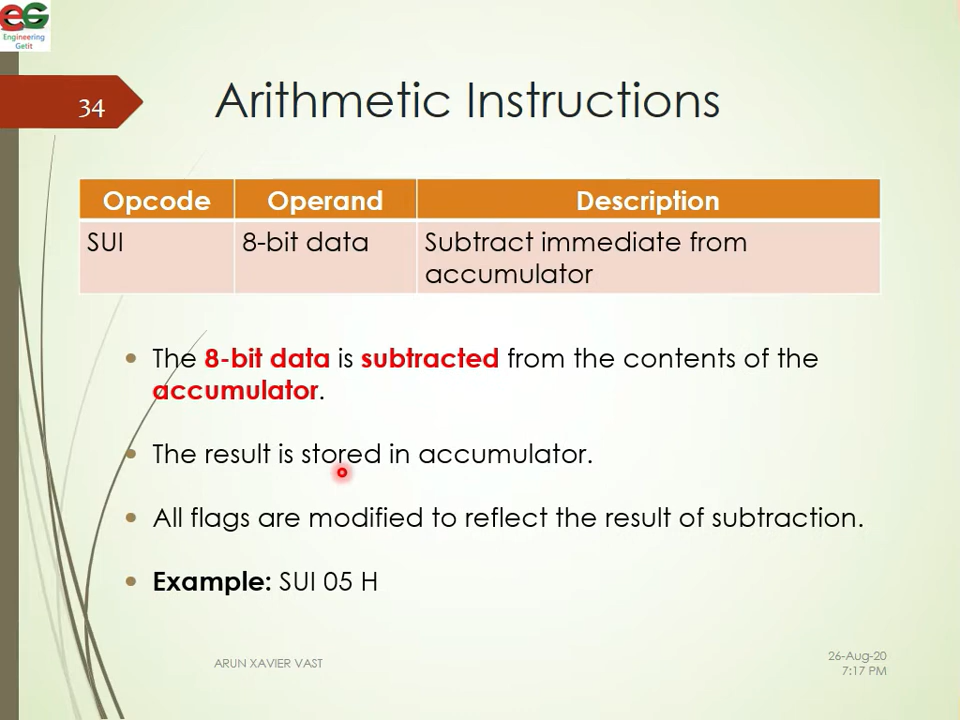 EG
Engineering
Getit
34
Arithmetic Instructions
Opcode Operand Description
SUI 8-bit data Subtract immediate from
accumulator
The 8-bit data is subtracted from the contents of the
accumulator.
The result is stored in accumulator.
All flags are modified to reflect the result of subtraction.
Example: SUI 05 H
ARUN XAVIER VAST
26-Aug-20
7:17 PM